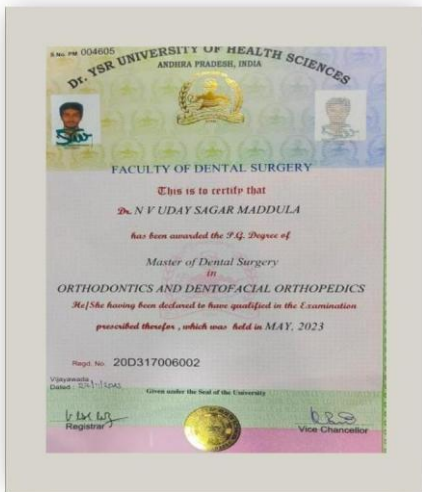 S.No. PM 004605
Dr. YSR UNIVERSITY OF HEALTH SCIENCES
ANDHRA PRADESH, INDIA
FACULTY OF DENTAL SURGERY
This is to certify that
Dr. N V UDAY SAGAR MADDULA
has been awarded the P.G. Degree of
Master of Dental Surgery
in
ORTHODONTICS AND DENTOFACIAL ORTHOPEDICS
He/She having been declared to have qualified in the Examination
prescribed therefor, which was held in MAY, 2023
Regd. No. 20D317006002
Vijayawada
Dated :
Given under the Seal of the University
Registrar
Vice Chancellor